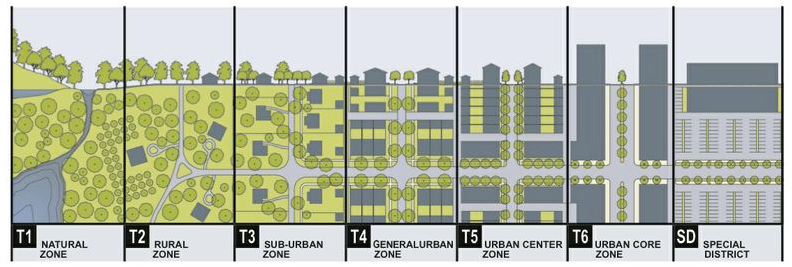 T1 NATURAL
ZONE
T2 RURAL
ZONE
T3 SUB-URBAN
ZONE
T4 GENERALURBAN
ZONE
T5 URBAN CENTER
ZONE
T6 URBAN CORE
ZONE
SD SPECIAL
DISTRICT